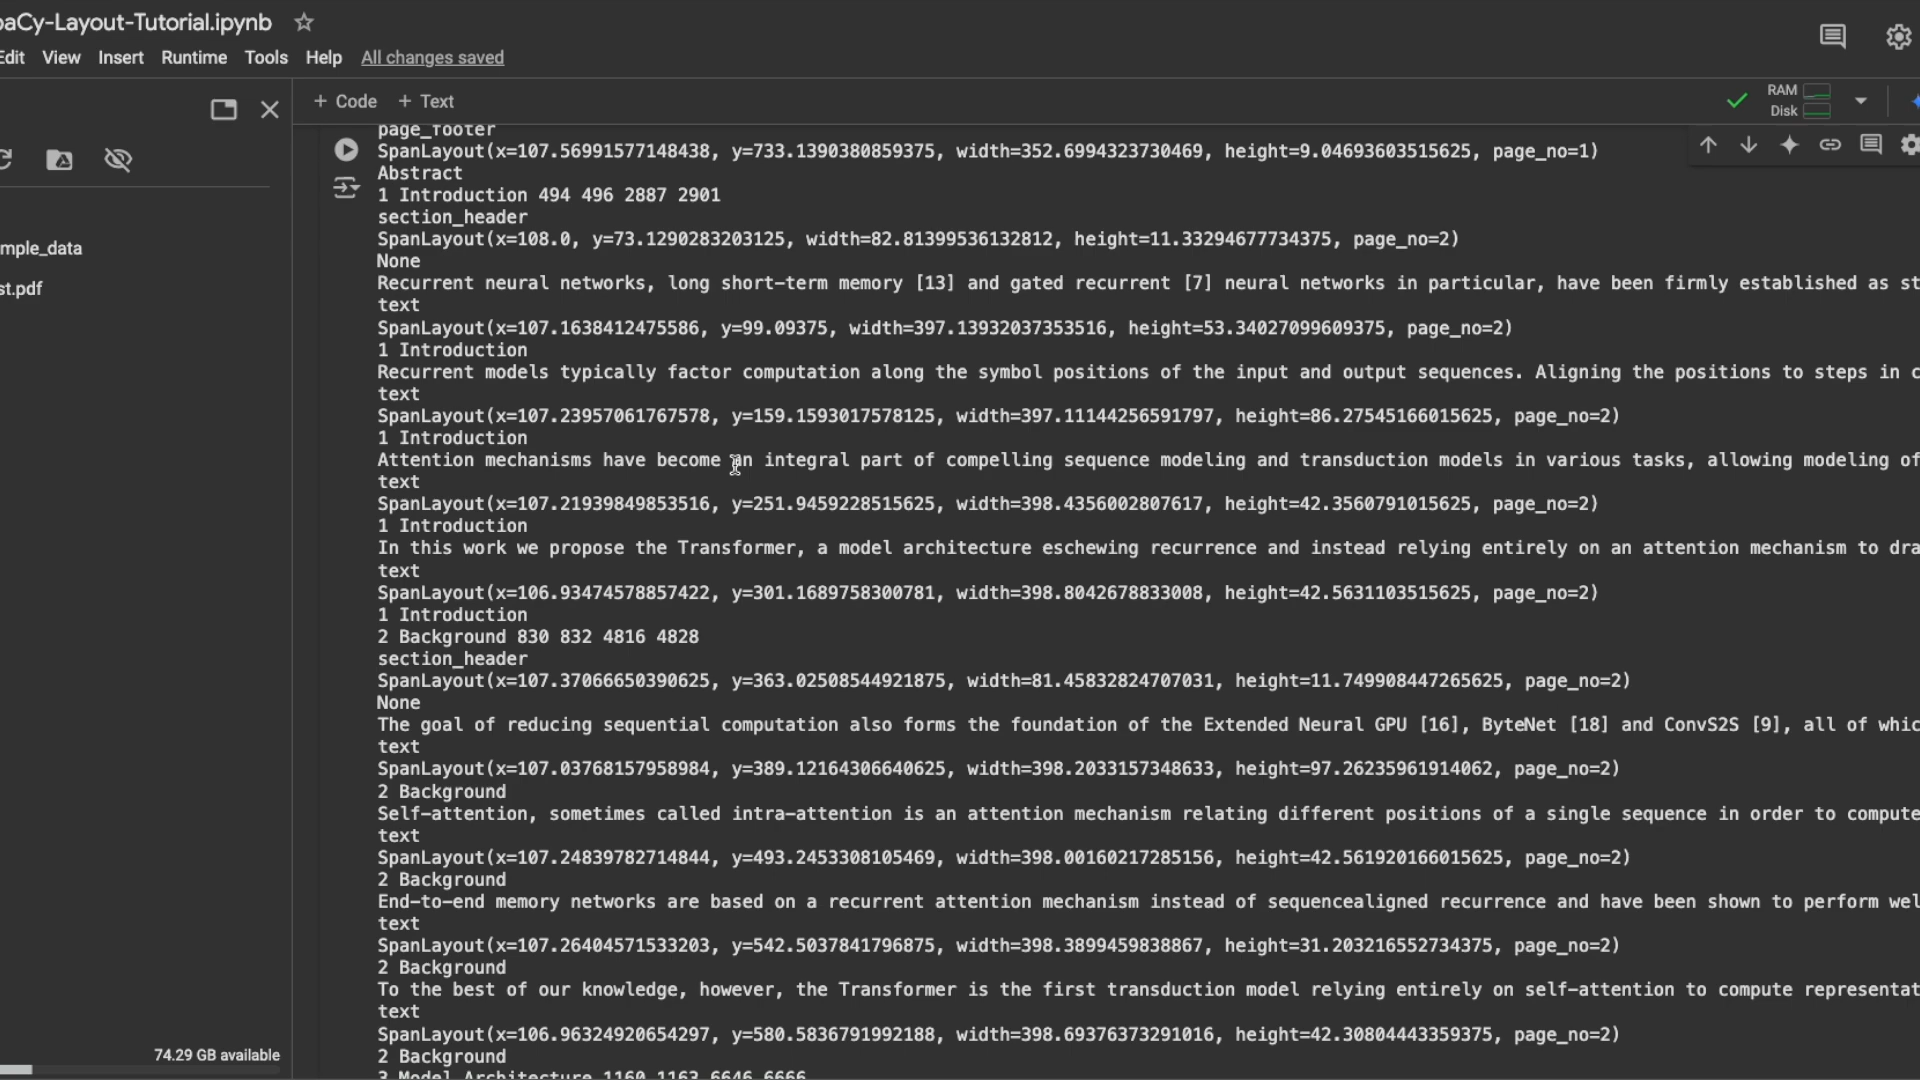 paCy-Layout-Tutorial.ipynb
Edit View Insert Runtime Tools Help All changes saved
+ Code + Text
RAM
Disk
mple_data
st.pdf
74.29 GB available
page_footer
SpanLayout(x=107.56991577148438, y=733.1390380859375, width=352.6994323730469, height=9.04693603515625, page_no=1)
Abstract
1 Introduction 494 496 2887 2901
section_header
SpanLayout(x=108.0, y=73.1290283203125, width=82.81399536132812, height=11.33294677734375, page_no=2)
None
Recurrent neural networks, long short-term memory [13] and gated recurrent [7] neural networks in particular, have been firmly established as st
text
SpanLayout(x=107.1638412475586, y=99.09375, width=397.13932037353516, height=53.34027099609375, page_no=2)
1 Introduction
Recurrent models typically factor computation along the symbol positions of the input and output sequences. Aligning the positions to steps in c
text
SpanLayout(x=107.23957061767578, y=159.1593017578125, width=397.11144256591797, height=86.27545166015625, page_no=2)
1 Introduction
Attention mechanisms have become an integral part of compelling sequence modeling and transduction models in various tasks, allowing modeling of
text
SpanLayout(x=107.21939849853516, y=251.9459228515625, width=398.4356002807617, height=42.3560791015625, page_no=2)
1 Introduction
In this work we propose the Transformer, a model architecture eschewing recurrence and instead relying entirely on an attention mechanism to dra
text
SpanLayout(x=106.93474578857422, y=301.1689758300781, width=398.8042678833008, height=42.5631103515625, page_no=2)
1 Introduction
2 Background 830 832 4816 4828
section_header
SpanLayout(x=107.37066650390625, y=363.02508544921875, width=81.45832824707031, height=11.749908447265625, page_no=2)
None
The goal of reducing sequential computation also forms the foundation of the Extended Neural GPU [16], ByteNet [18] and ConvS2S [9], all of whic
text
SpanLayout(x=107.03768157958984, y=389.12164306640625, width=398.2033157348633, height=97.26235961914062, page_no=2)
2 Background
Self-attention, sometimes called intra-attention is an attention mechanism relating different positions of a single sequence in order to compute
text
SpanLayout(x=107.24839782714844, y=493.2453308105469, width=398.00160217285156, height=42.561920166015625, page_no=2)
2 Background
End-to-end memory networks are based on a recurrent attention mechanism instead of sequencealigned recurrence and have been shown to perform wel
text
SpanLayout(x=107.26404571533203, y=542.5037841796875, width=398.3899459838867, height=31.203216552734375, page_no=2)
2 Background
To the best of our knowledge, however, the Transformer is the first transduction model relying entirely on self-attention to compute representat
text
SpanLayout(x=106.96324920654297, y=580.5836791992188, width=398.69376373291016, height=42.30804443359375, page_no=2)
2 Background
3 Model Architecture 1160 1163 6646 6666